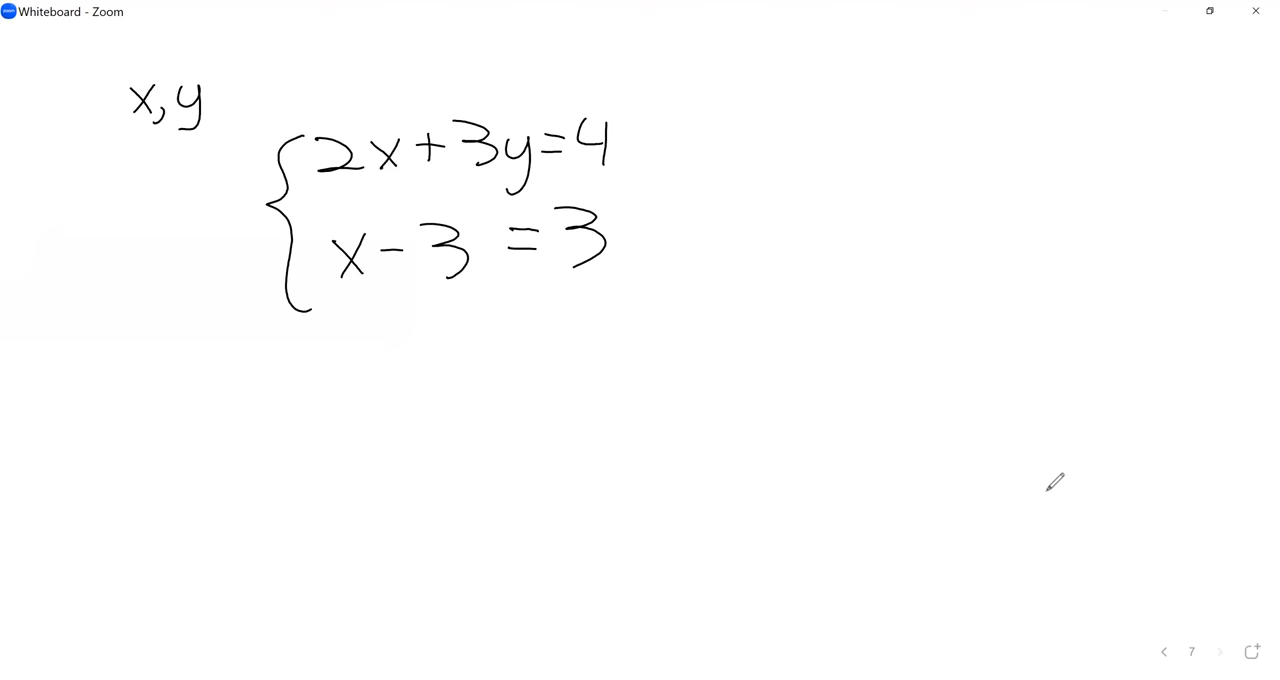 Whiteboard - Zoom
x, y
2x + 3y = 4
x - 3 = 3
7